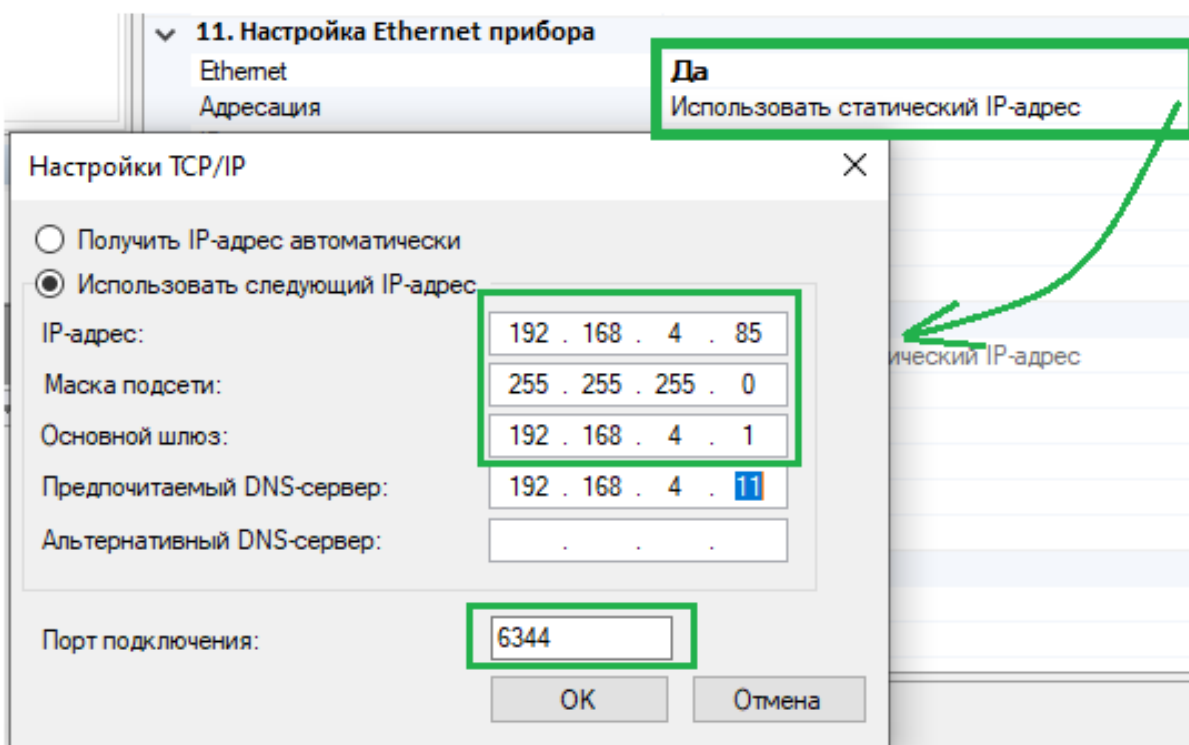 11. Настройка Ethernet прибора
Ethernet Да
Адресация Использовать статический IP-адрес
Настройки TCP/IP
Получить IP-адрес автоматически
Использовать следующий IP-адрес
IP-адрес: 192 . 168 . 4 . 85
ический IP-адрес
Маска подсети: 255 . 255 . 255 . 0
Основной шлюз: 192 . 168 . 4 . 1
Предпочитаемый DNS-сервер: 192 . 168 . 4 . 11
Альтернативный DNS-сервер: . . .
Порт подключения: 6344
OK Отмена